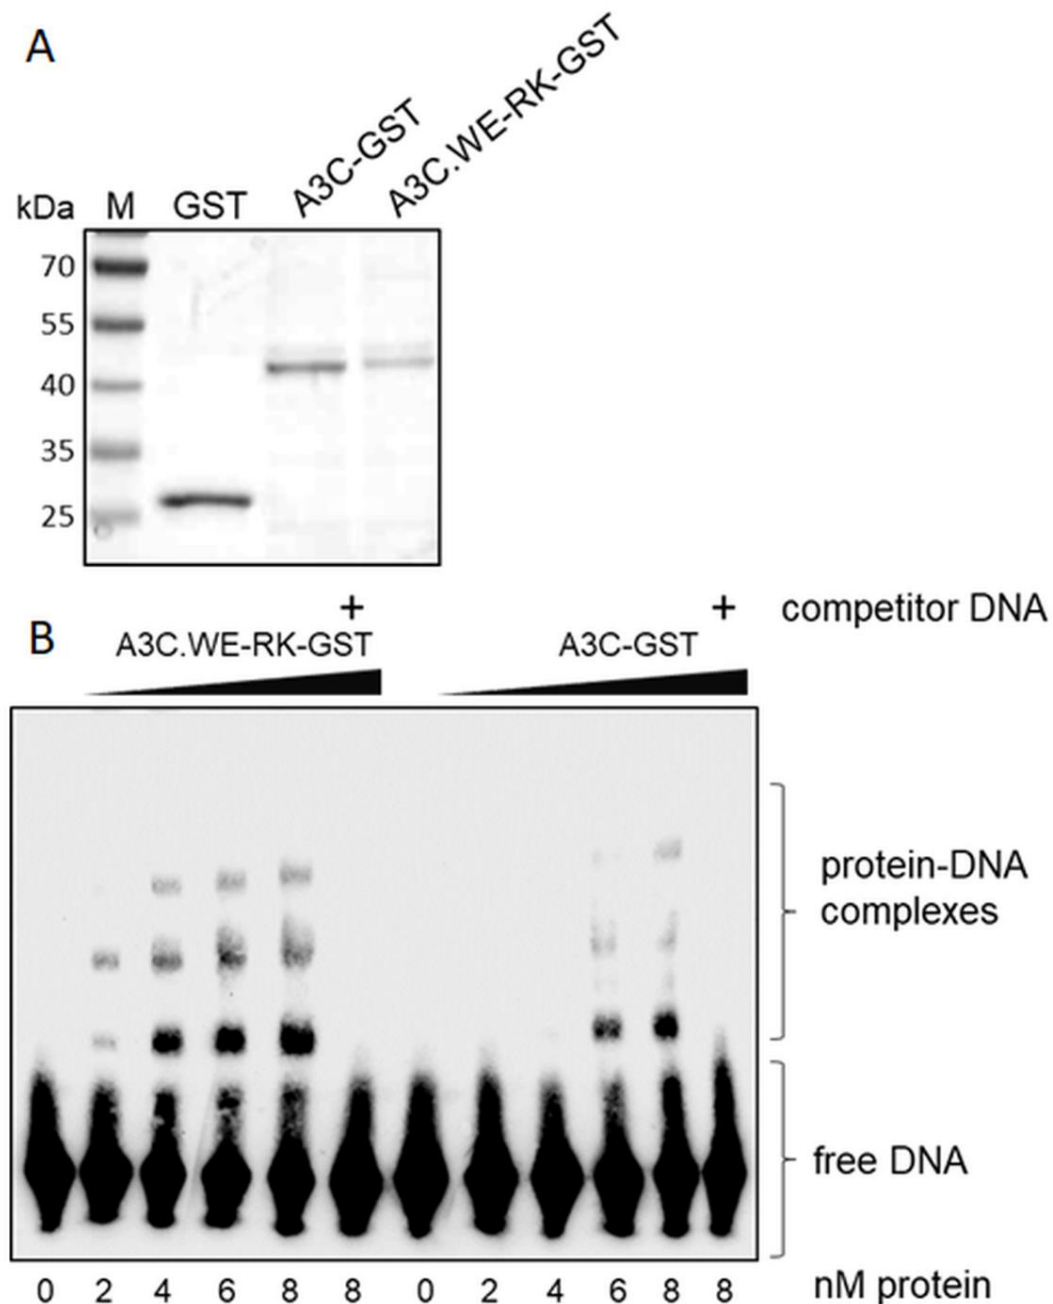 A
kDa M GST A3C-GST A3C.WE-RK-GST
70
55
40
35
25
+ + competitor DNA
B A3C.WE-RK-GST A3C-GST
protein-DNA
complexes
free DNA
0 2 4 6 8 8 0 2 4 6 8 8 nM protein